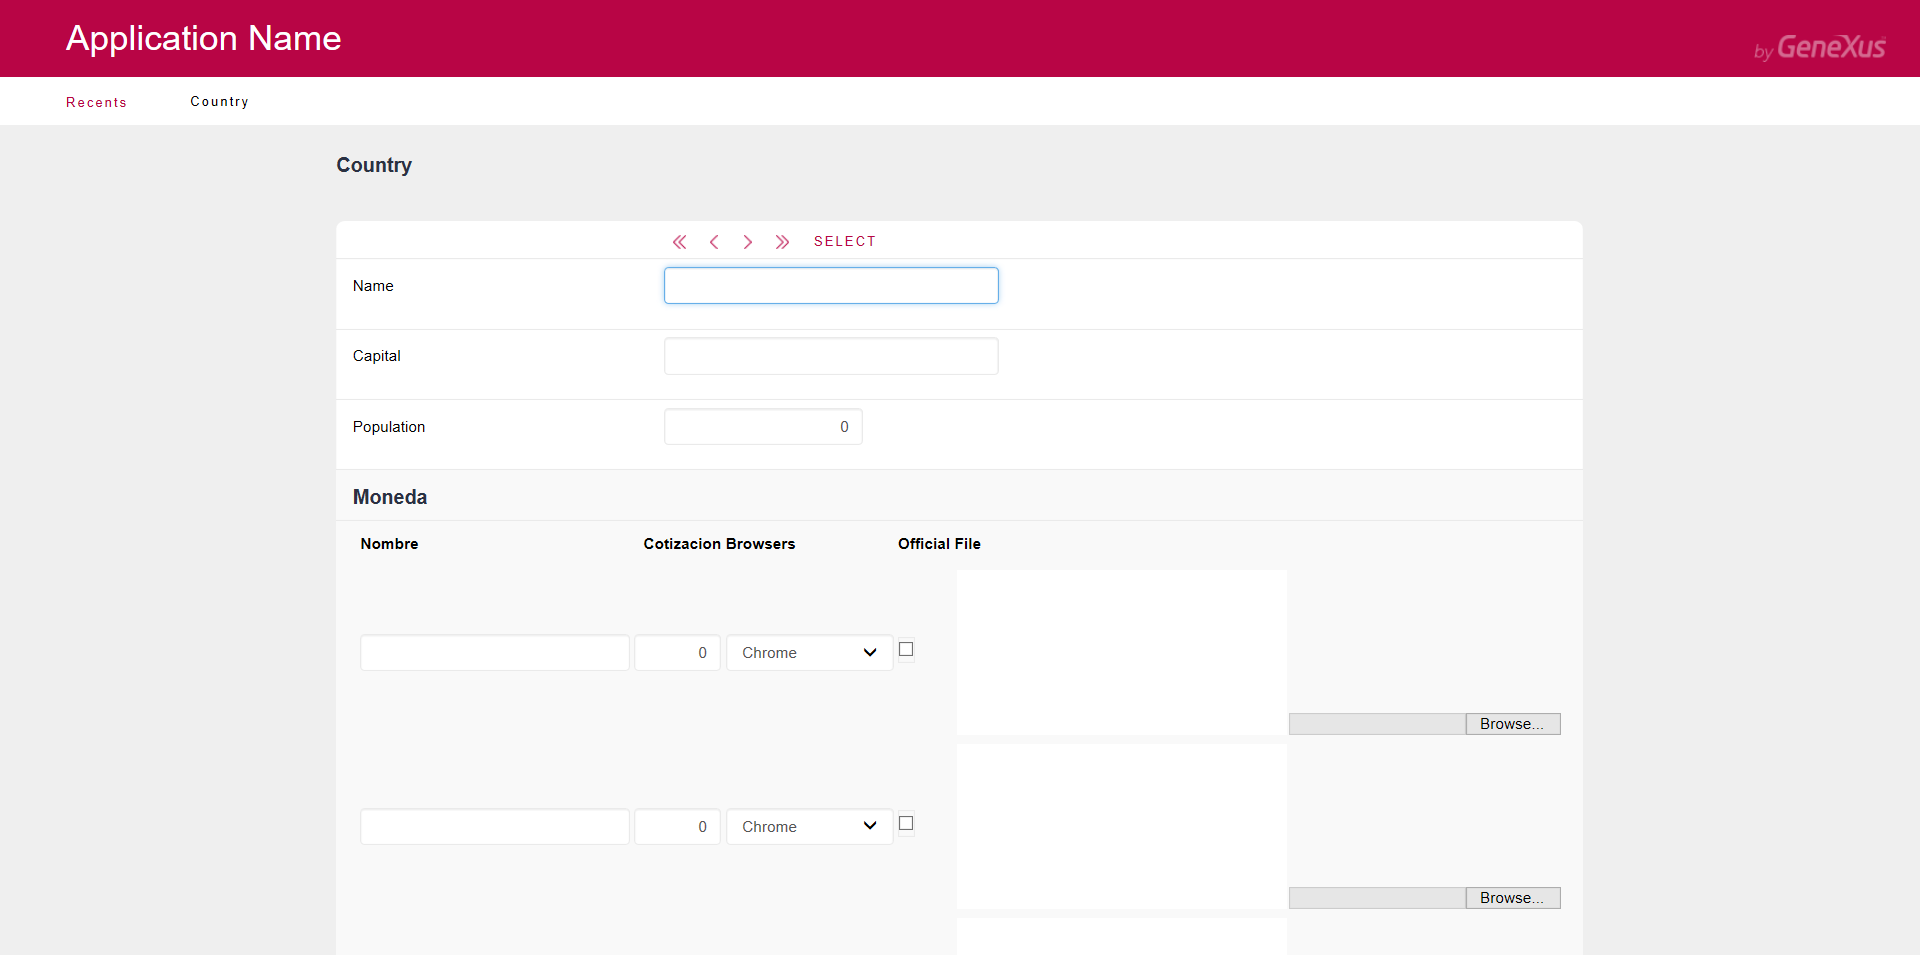 Application Name
by GeneXus
Recents Country
Country
SELECT
Name
Capital
Population 0
Moneda
Nombre Cotizacion Browsers Official File
0 Chrome
Browse...
0 Chrome
Browse...